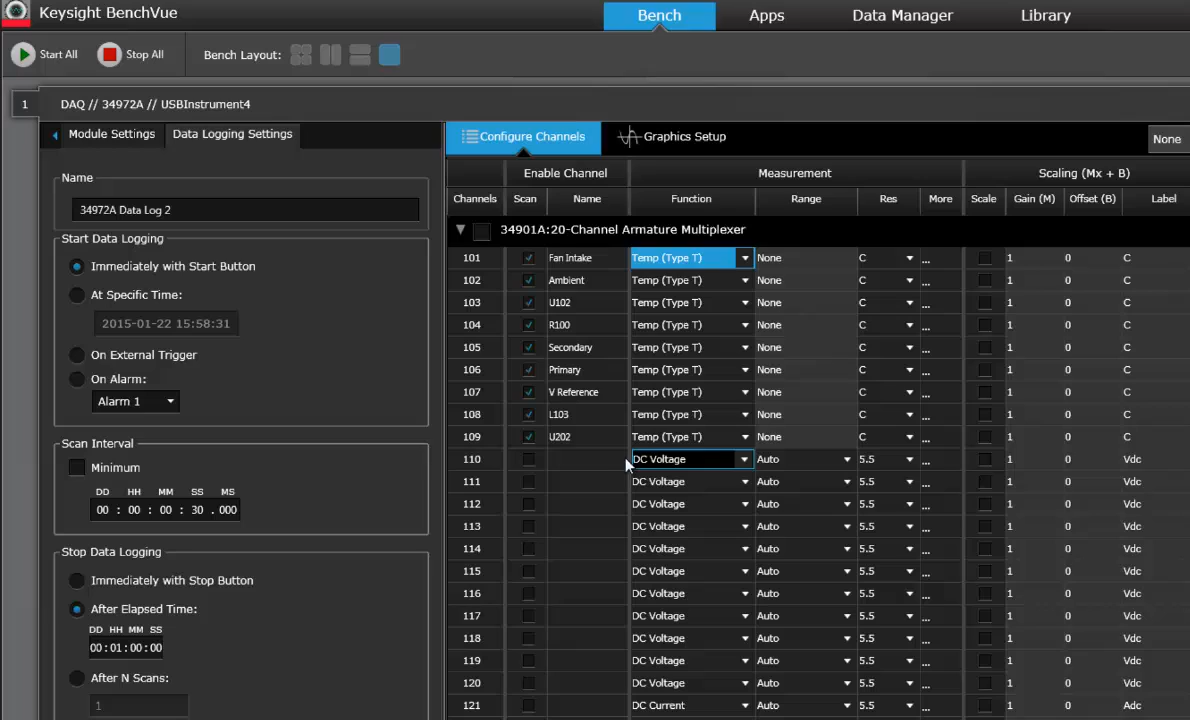 Keysight BenchVue
Bench Apps Data Manager Library
Start All Stop All Bench Layout:
1 DAQ // 34972A // USBInstrument4
Module Settings Data Logging Settings
Name
34972A Data Log 2
Start Data Logging
Immediately with Start Button
At Specific Time:
2015-01-22 15:58:31
On External Trigger
On Alarm:
Alarm 1
Scan Interval
Minimum
DD HH MM SS MS
00 : 00 : 00 : 30 . 000
Stop Data Logging
Immediately with Stop Button
After Elapsed Time:
DD HH MM SS
00:01:00:00
After N Scans:
1
Configure Channels Graphics Setup None
Enable Channel Measurement Scaling (Mx + B)
Channels Scan Name Function Range Res More Scale Gain (M) Offset (B) Label
34901A:20-Channel Armature Multiplexer
101 Fan Intake Temp (Type T) None C ... 1 0 C
102 Ambient Temp (Type T) None C ... 1 0 C
103 U102 Temp (Type T) None C ... 1 0 C
104 R100 Temp (Type T) None C ... 1 0 C
105 Secondary Temp (Type T) None C ... 1 0 C
106 Primary Temp (Type T) None C ... 1 0 C
107 V Reference Temp (Type T) None C ... 1 0 C
108 L103 Temp (Type T) None C ... 1 0 C
109 U202 Temp (Type T) None C ... 1 0 C
110 DC Voltage Auto 5.5 ... 1 0 Vdc
111 DC Voltage Auto 5.5 ... 1 0 Vdc
112 DC Voltage Auto 5.5 ... 1 0 Vdc
113 DC Voltage Auto 5.5 ... 1 0 Vdc
114 DC Voltage Auto 5.5 ... 1 0 Vdc
115 DC Voltage Auto 5.5 ... 1 0 Vdc
116 DC Voltage Auto 5.5 ... 1 0 Vdc
117 DC Voltage Auto 5.5 ... 1 0 Vdc
118 DC Voltage Auto 5.5 ... 1 0 Vdc
119 DC Voltage Auto 5.5 ... 1 0 Vdc
120 DC Voltage Auto 5.5 ... 1 0 Vdc
121 DC Current Auto 5.5 ... 1 0 Adc